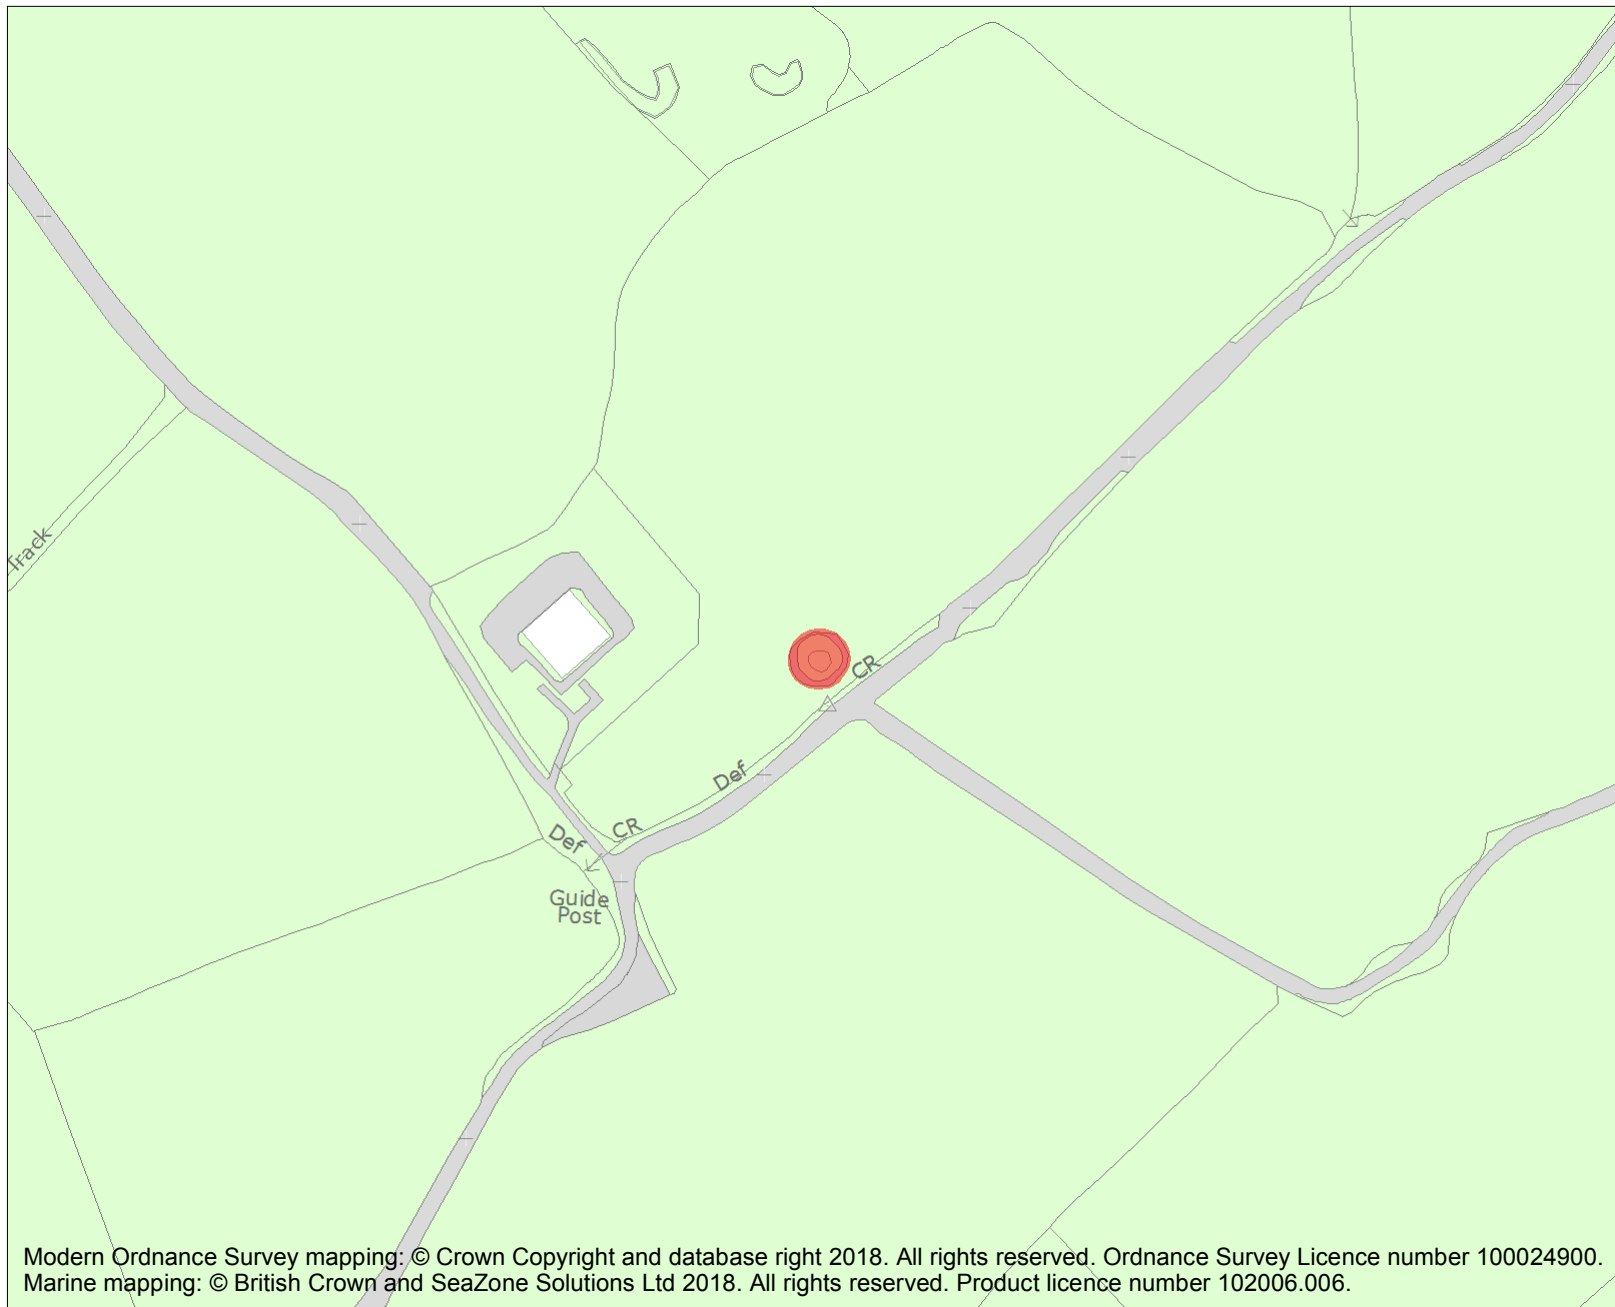 Track
CR
Def
CR
Def
Guide
Post
Modern Ordnance Survey mapping: © Crown Copyright and database right 2018. All rights reserved. Ordnance Survey Licence number 100024900.
Marine mapping: © British Crown and SeaZone Solutions Ltd 2018. All rights reserved. Product licence number 102006.006.